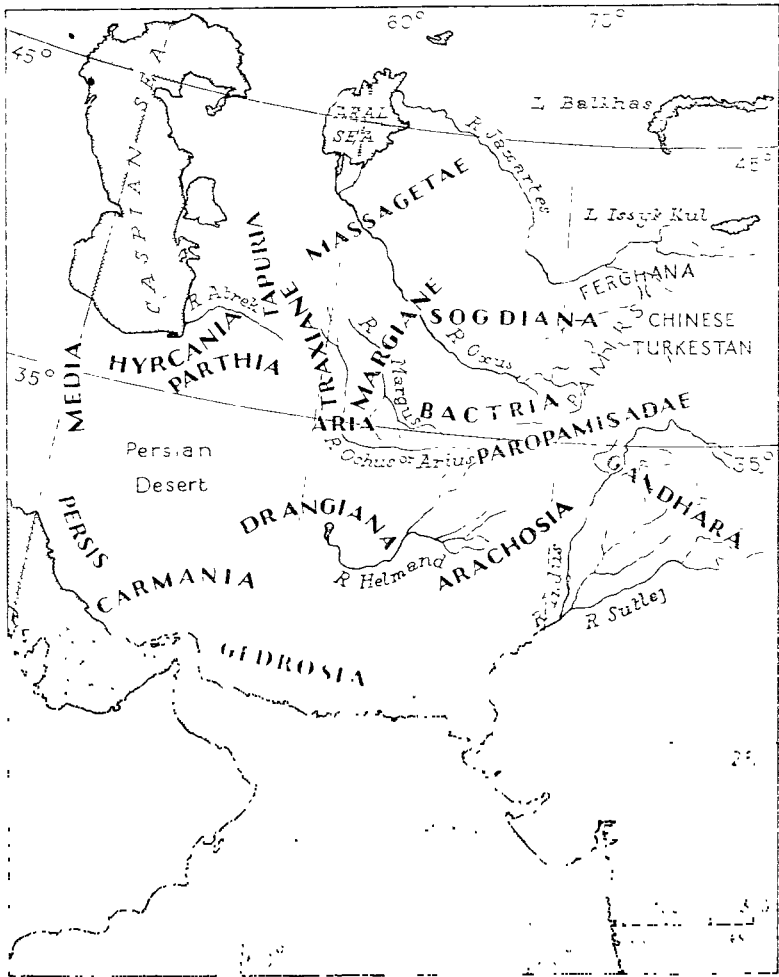 60°
70°
45°
CASPIAN SEA
ARAL
SEA
L Ballhas
R Jaxartes
45°
MASSAGETAE
L Issyk Kul
TAPURIA
FERGHANA
R Atrek
SOGDIANA
PAMIRS
CHINESE
TURKESTAN
HYRCANIA
PARTHIA
TRAXIANE
MARGIANE
R Margus
R Oxus
MEDIA
35°
BACTRIA
ARIA
PAROPAMISADAE
35°
R Ochus or Arius
Persian
Desert
GANDHARA
DRANGIANA
ARACHOSIA
PERSIS
R Helmand
CARMANIA
R Indus
R Sutlej
GEDROSIA